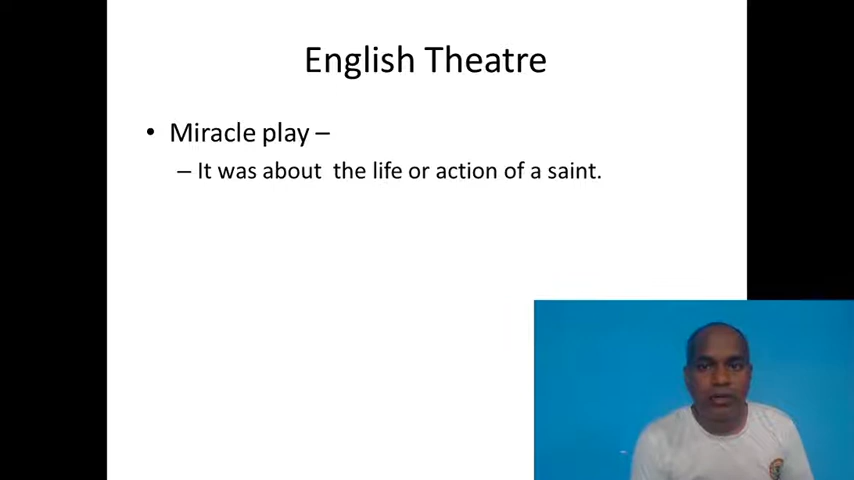 English Theatre
• Miracle play –
– It was about the life or action of a saint.